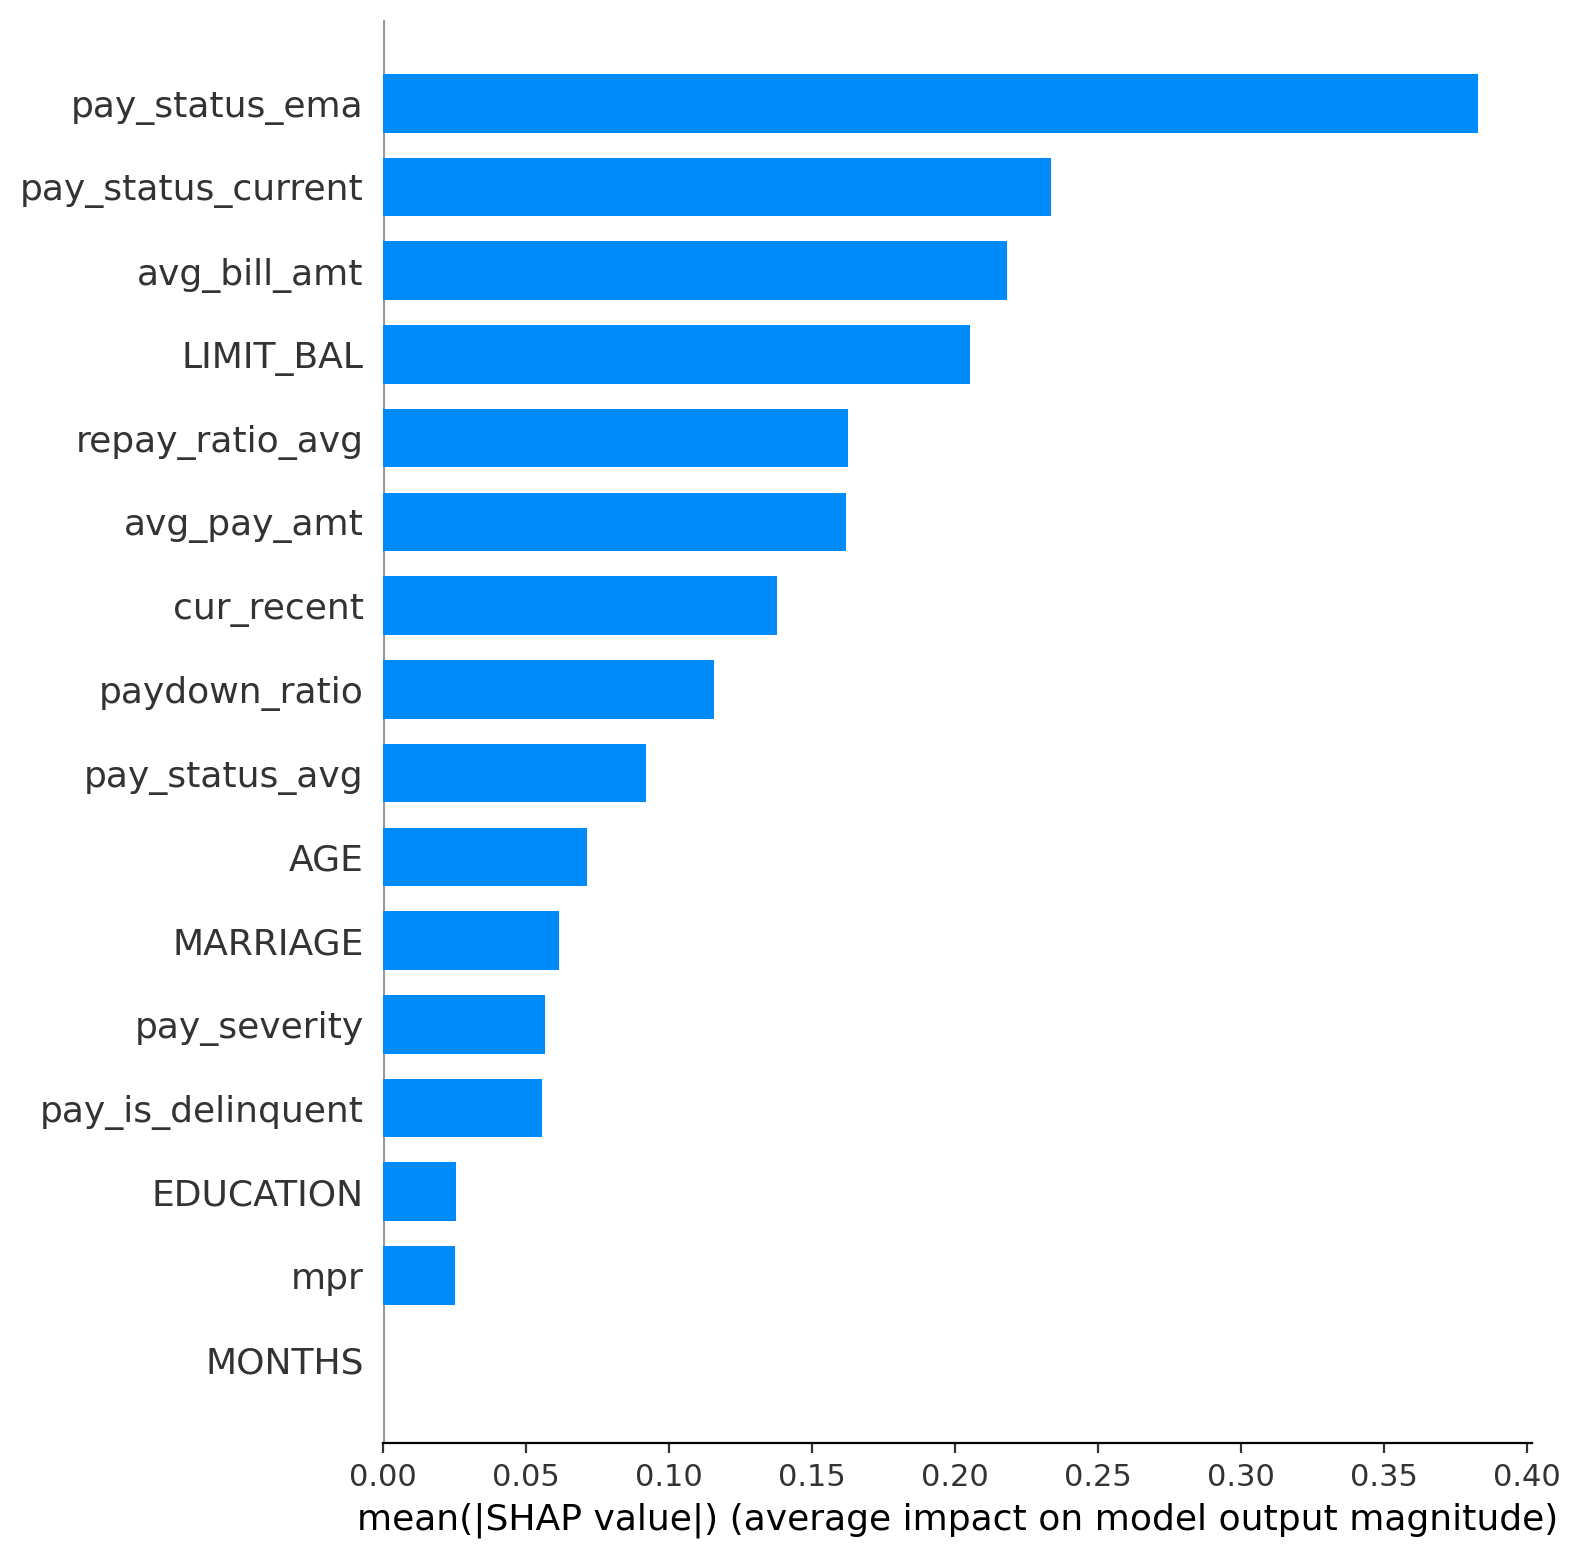 pay_status_ema
pay_status_current
avg_bill_amt
LIMIT_BAL
repay_ratio_avg
avg_pay_amt
cur_recent
paydown_ratio
pay_status_avg
AGE
MARRIAGE
pay_severity
pay_is_delinquent
EDUCATION
mpr
MONTHS
0.00 0.05 0.10 0.15 0.20 0.25 0.30 0.35 0.40
mean(|SHAP value|) (average impact on model output magnitude)